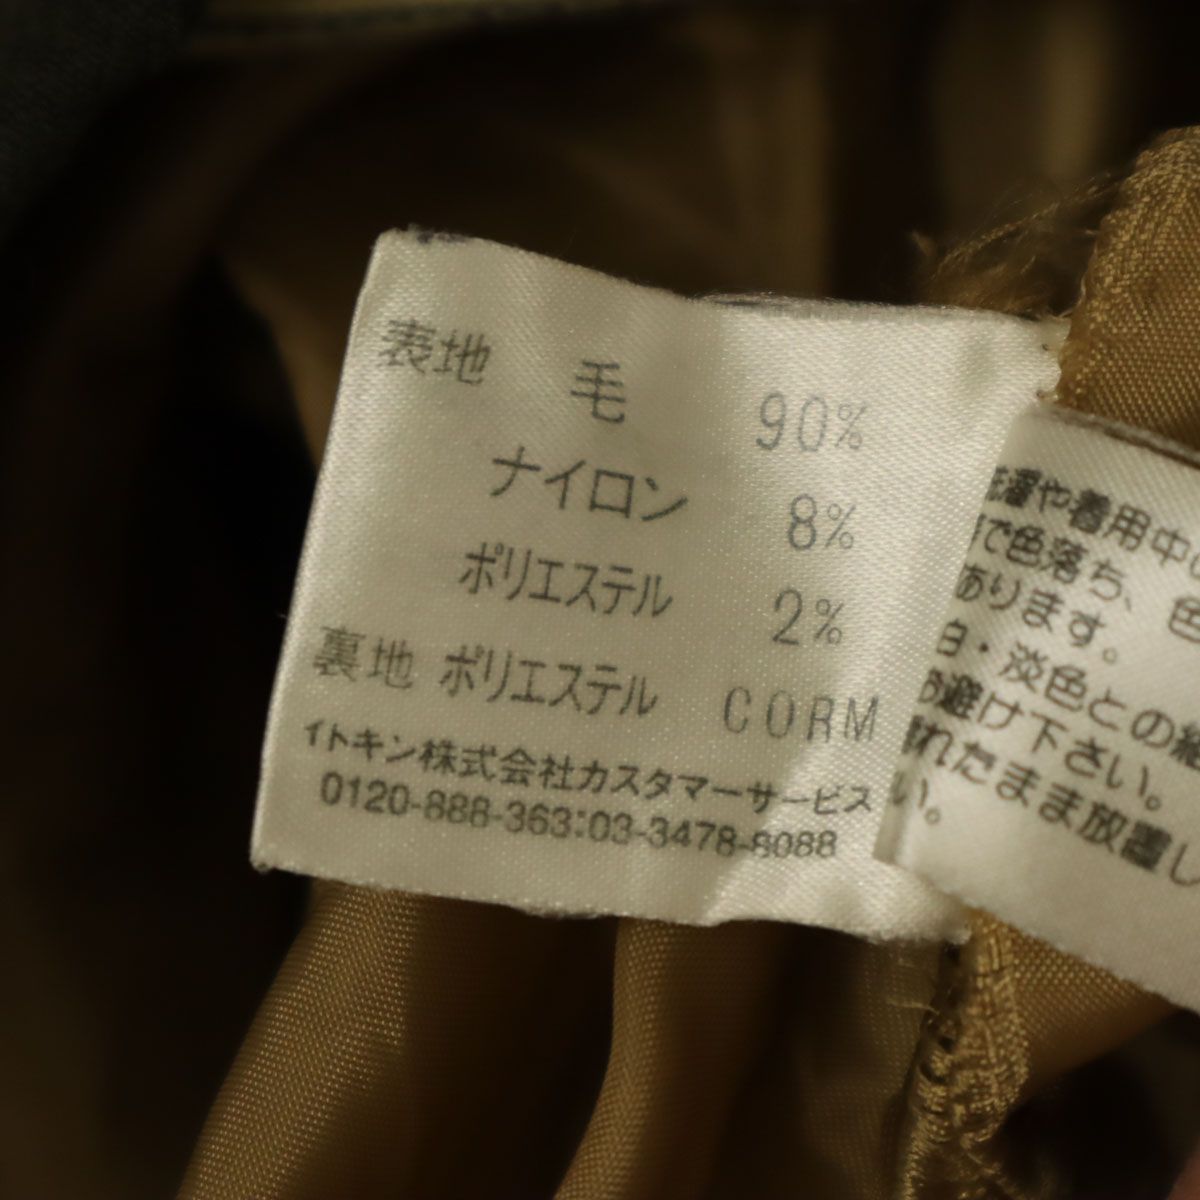 表地 毛 90%
ナイロン 8%
ポリエステル 2%
裏地 ポリエステル CORM
イトキン株式会社カスタマーサービス
0120-888-363:03-3478-8088
洗濯や着用中の
で色落ち、色
あります。
白・淡色との組
お避け下さい。
れたまま放置し
い。